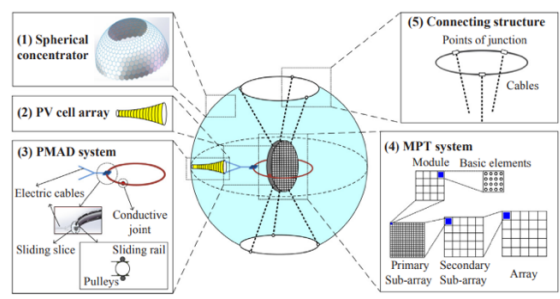 (1) Spherical
concentrator
(2) PV cell array
(3) PMAD system
Electric cables
Conductive
joint
Sliding slice
Sliding rail
Pulleys
(5) Connecting structure
Points of junction
Cables
(4) MPT system
Module
Basic elements
Primary
Sub-array
Secondary
Sub-array
Array